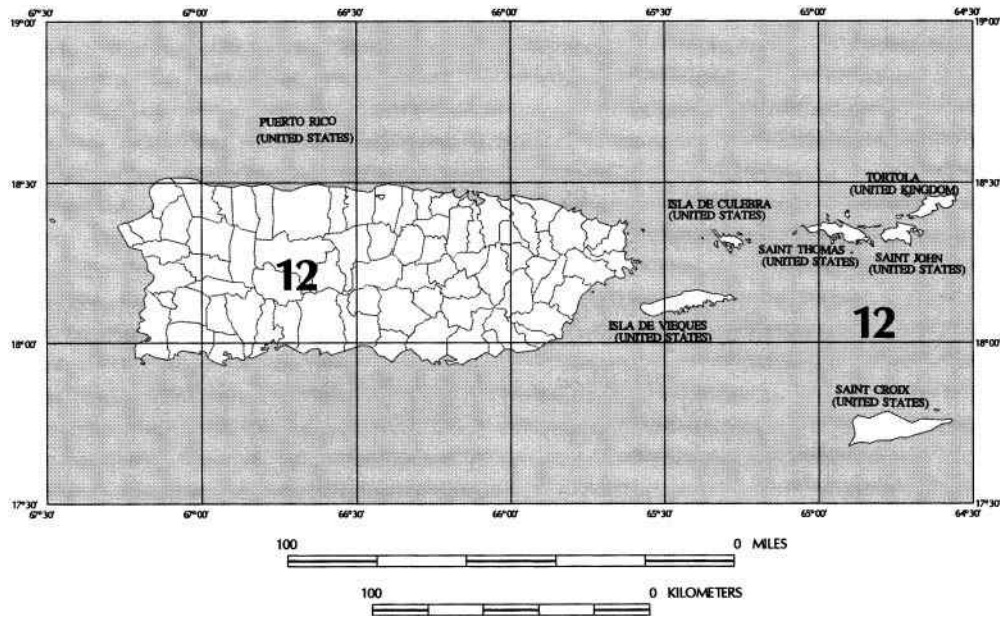 67°30' 67°00' 66°30' 66°00' 65°30' 65°00' 64°30'
19°00' 19°00'
PUERTO RICO
(UNITED STATES)
18°30' 18°30'
TORTOLA
(UNITED KINGDOM)
ISLA DE CULEBRA
(UNITED STATES)
SAINT THOMAS
(UNITED STATES)
SAINT JOHN
(UNITED STATES)
12
12
ISLA DE VIEQUES
(UNITED STATES)
18°00' 18°00'
SAINT CROIX
(UNITED STATES)
17°30' 17°30'
67°30' 67°00' 66°30' 66°00' 65°30' 65°00' 64°30'
100 0 MILES
100 0 KILOMETERS